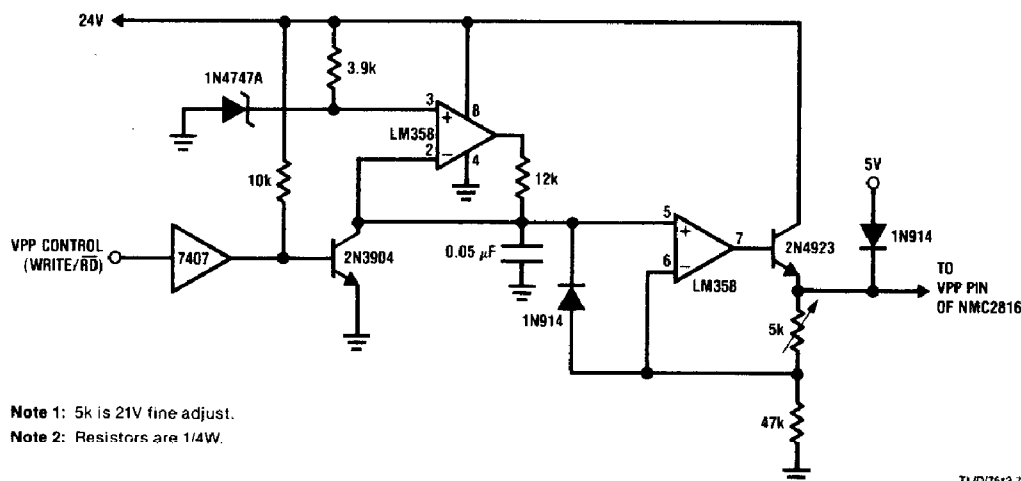 24V
1N4747A
3.9k
3
8
LM358
2
4
10k
12k
5V
VPP CONTROL
(WRITE/RD)
7407
2N3904
0.05 µF
1N914
5
7
6
LM358
2N4923
1N914
TO
VPP PIN
OF NMC2816
5k
47k
Note 1: 5k is 21V fine adjust.
Note 2: Resistors are 1/4W.